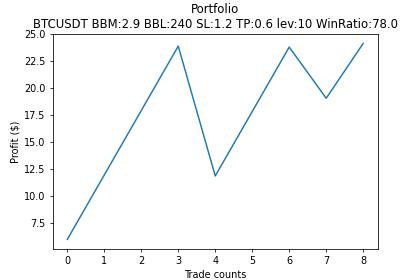 Portfolio
BTCUSDT BBM:2.9 BBL:240 SL:1.2 TP:0.6 lev:10 WinRatio:78.0
25.0
22.5
20.0
17.5
15.0
12.5
10.0
7.5
Profit ($)
0 1 2 3 4 5 6 7 8
Trade counts